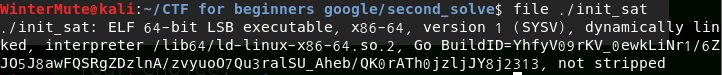 WinterMute@kali:~/CTF for beginners google/second_solve$ file ./init_sat
./init_sat: ELF 64-bit LSB executable, x86-64, version 1 (SYSV), dynamically lin
ked, interpreter /lib64/ld-linux-x86-64.so.2, Go BuildID=YhfyV09rKV_0ewkLiNr1/6Z
JO5J8awFQSRgZDzlnA/zvyuoO7Qu3ralSU_Aheb/QK0rATh0jzljJY8j2313, not stripped